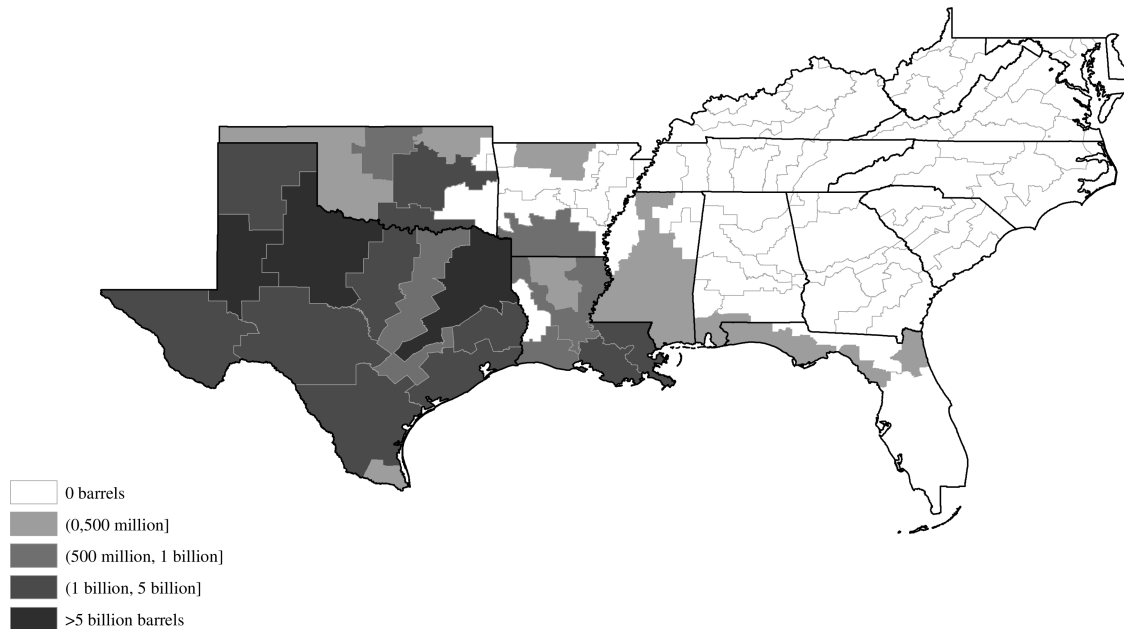 0 barrels
(0,500 million]
(500 million, 1 billion]
(1 billion, 5 billion]
>5 billion barrels